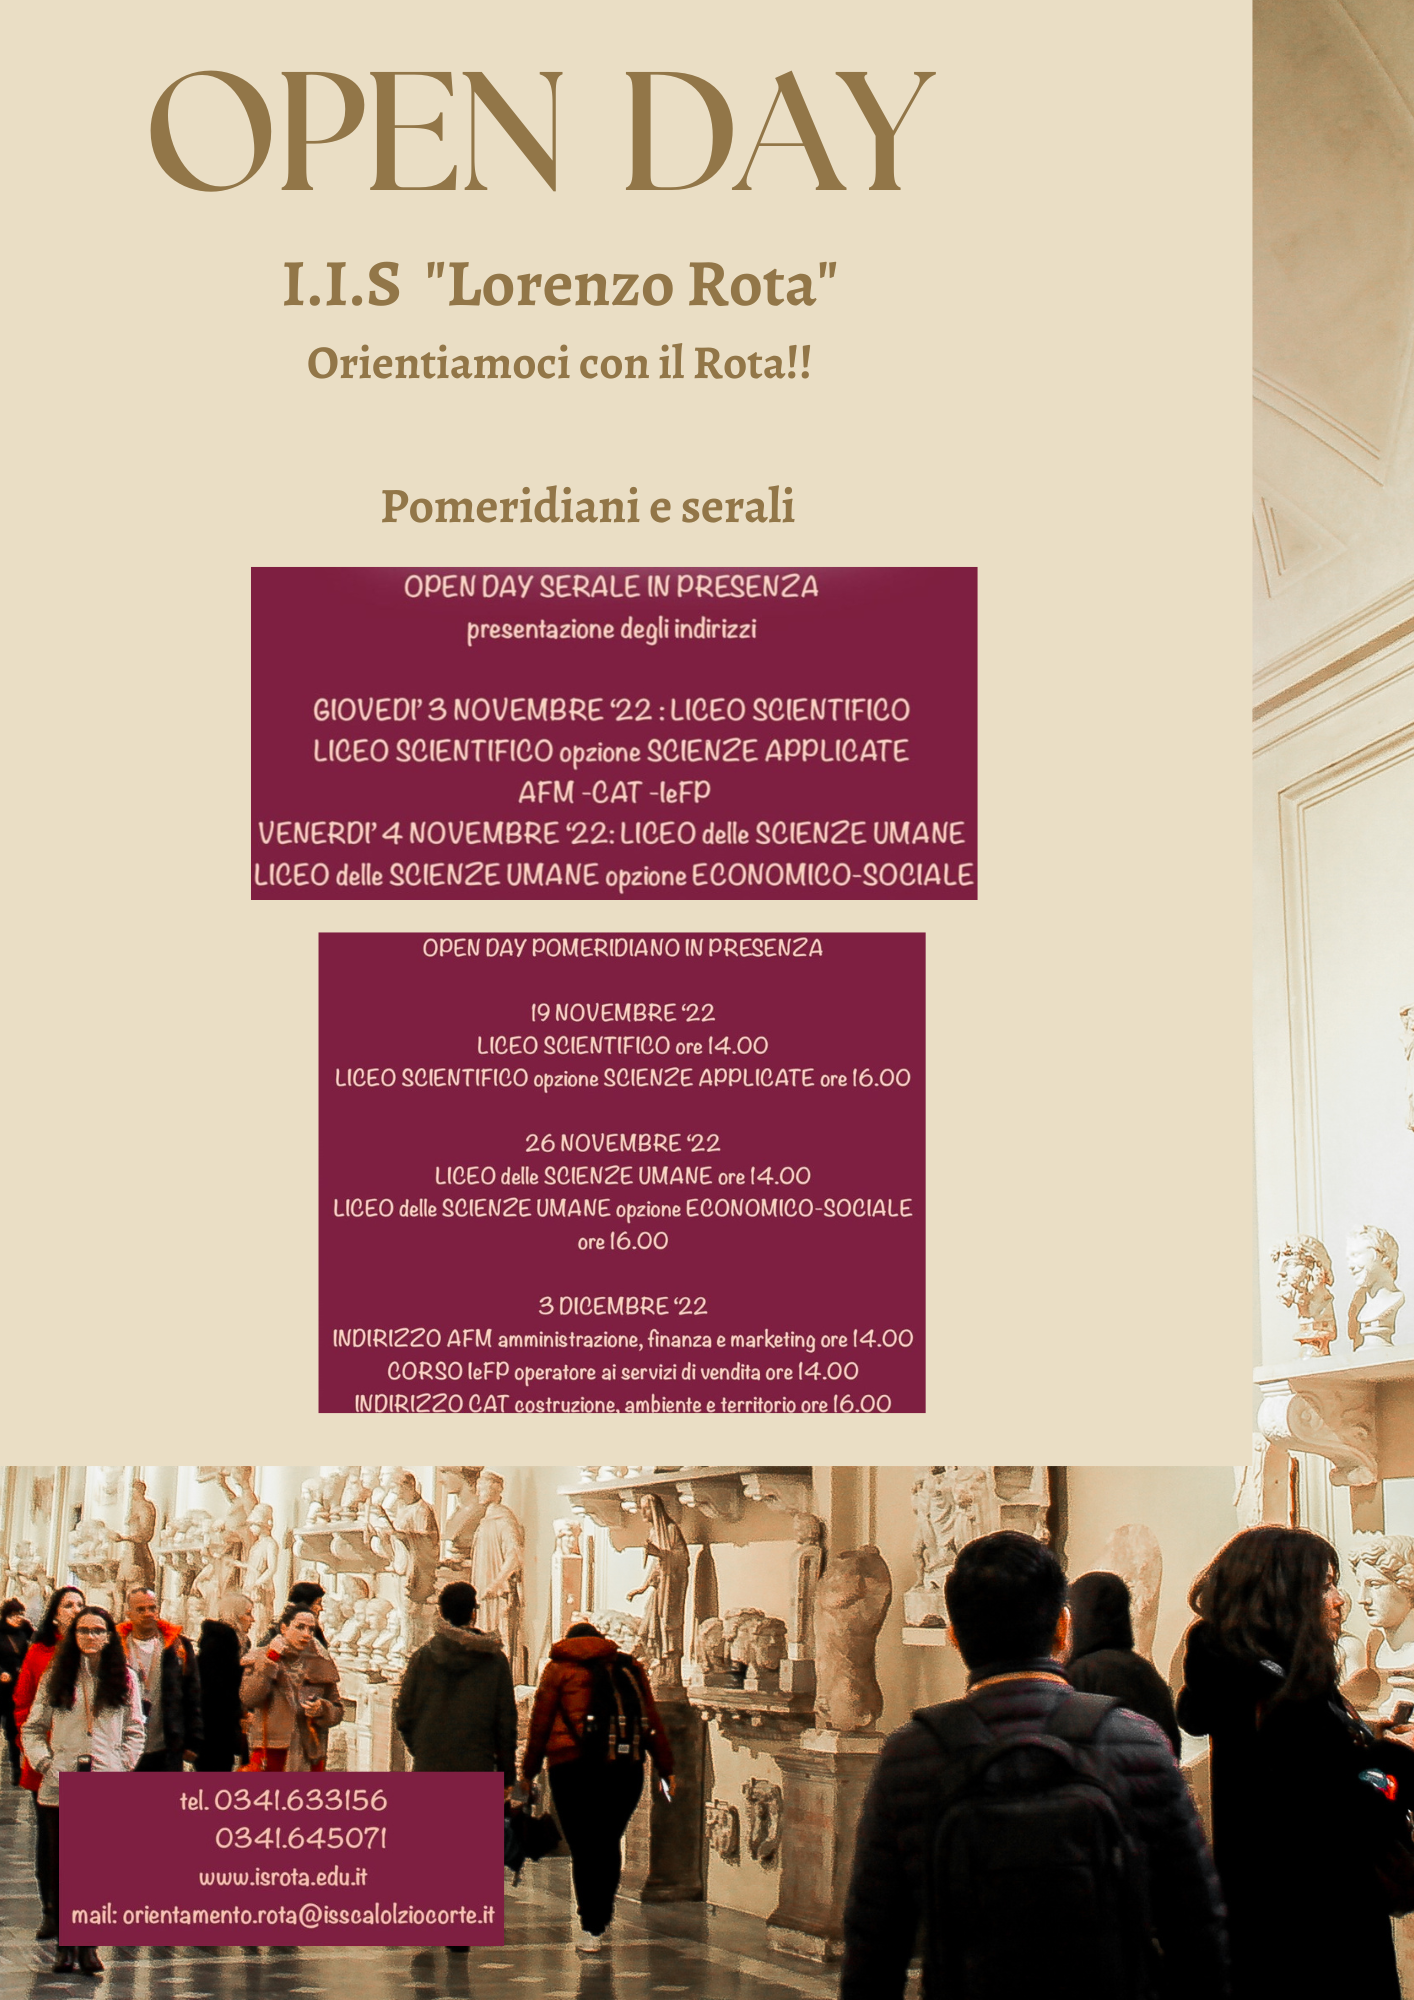 OPEN DAY
I.I.S "Lorenzo Rota"
Orientiamoci con il Rota!!
Pomeridiani e serali
OPEN DAY SERALE IN PRESENZA
presentazione degli indirizzi
GIOVEDI' 3 NOVEMBRE '22 : LICEO SCIENTIFICO
LICEO SCIENTIFICO opzione SCIENZE APPLICATE
AFM -CAT -IeFP
VENERDI' 4 NOVEMBRE '22: LICEO delle SCIENZE UMANE
LICEO delle SCIENZE UMANE opzione ECONOMICO-SOCIALE
OPEN DAY POMERIDIANO IN PRESENZA
19 NOVEMBRE '22
LICEO SCIENTIFICO ore 14.00
LICEO SCIENTIFICO opzione SCIENZE APPLICATE ore 16.00
26 NOVEMBRE '22
LICEO delle SCIENZE UMANE ore 14.00
LICEO delle SCIENZE UMANE opzione ECONOMICO-SOCIALE
ore 16.00
3 DICEMBRE '22
INDIRIZZO AFM amministrazione, finanza e marketing ore 14.00
CORSO IeFP operatore ai servizi di vendita ore 14.00
INDIRIZZO CAT costruzione, ambiente e territorio ore 16.00
tel. 0341.633156
0341.645071
www.isrota.edu.it
mail: orientamento.rota@isscalolziocorte.it